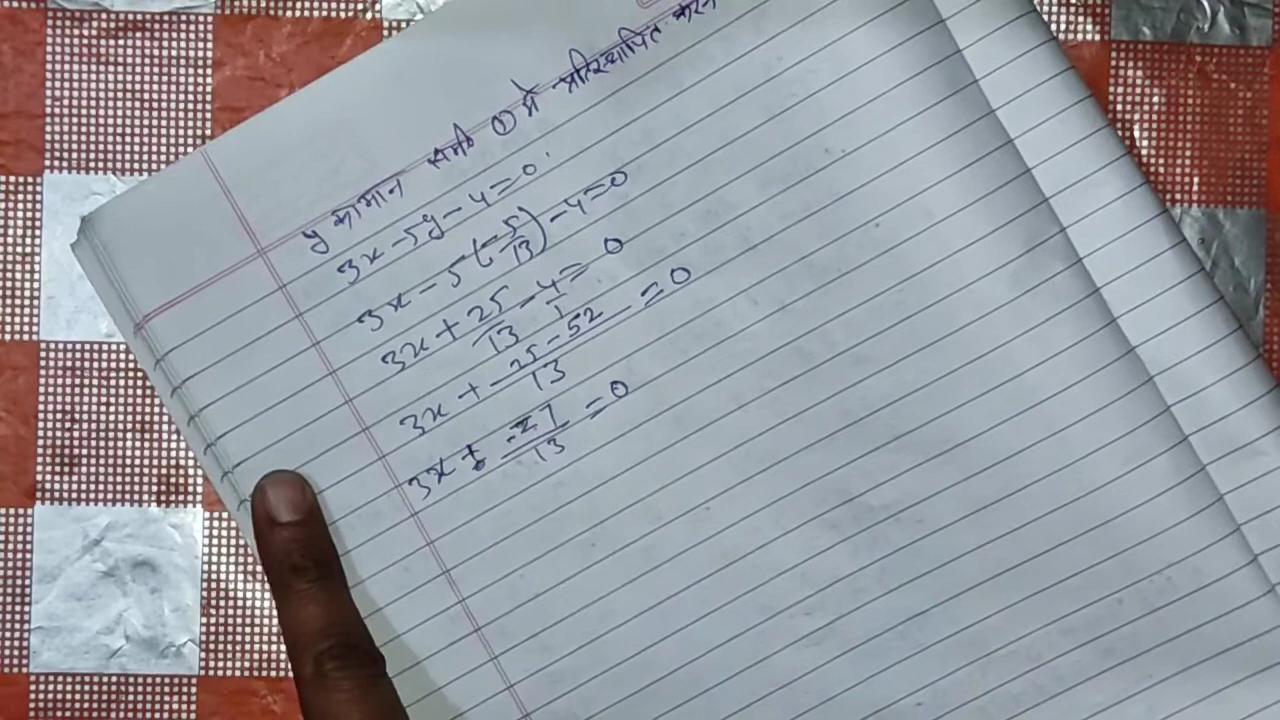 y का मान समी० ① में प्रतिस्थापित करने
3x - 5y - 4 = 0
3x - 5(-5/13) - 4 = 0
3x + 25/13 - 4/1 = 0
3x + 25 - 52/13 = 0
3x + -27/13 = 0